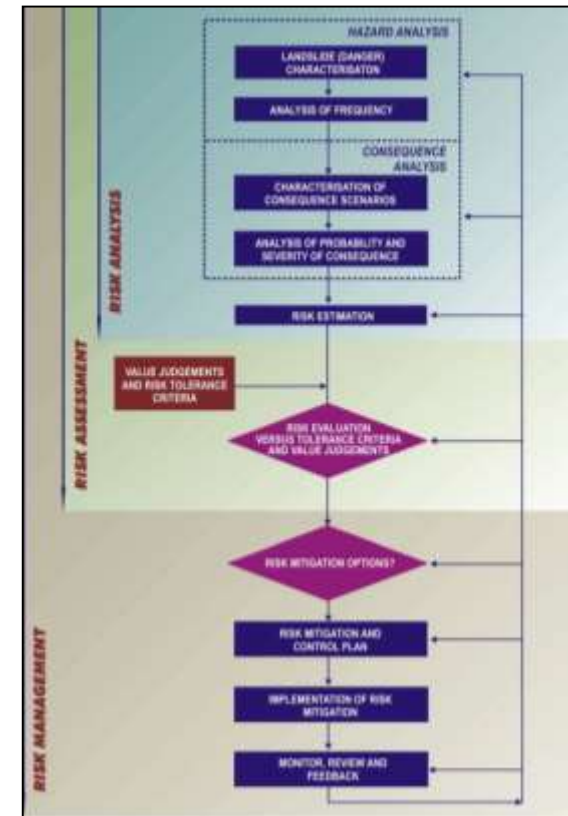 HAZARD ANALYSIS
LANDSLIDE (DANGER)
CHARACTERISATON
ANALYSIS OF FREQUENCY
CONSEQUENCE
ANALYSIS
CHARACTERISATION OF
CONSEQUENCE SCENARIOS
ANALYSIS OF PROBABILITY AND
SEVERITY OF CONSEQUENCE
RISK ANALYSIS
RISK ESTIMATION
VALUE JUDGEMENTS
AND RISK TOLERANCE
CRITERIA
RISK ASSESSMENT
RISK EVALUATION
VERSUS TOLERANCE CRITERIA
AND VALUE JUDGEMENTS
RISK MITIGATION OPTIONS?
RISK MITIGATION AND
CONTROL PLAN
IMPLEMENTATION OF RISK
MITIGATION
MONITOR, REVIEW AND
FEEDBACK
RISK MANAGEMENT